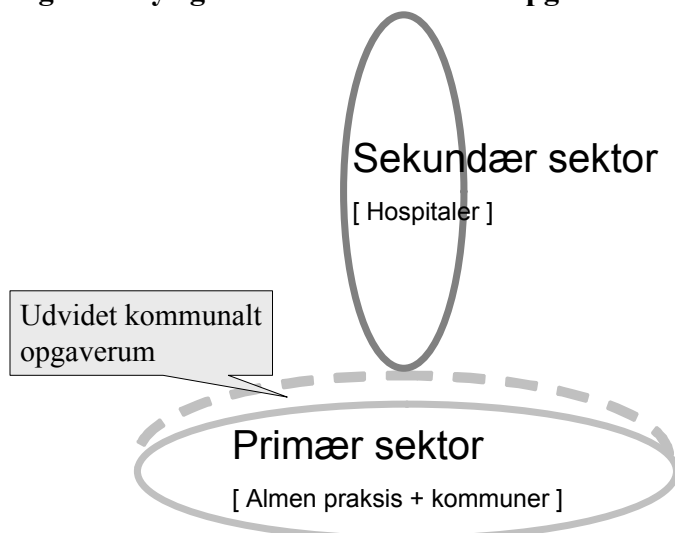 Sekundær sektor
[ Hospitaler ]
Udvidet kommunalt
opgaverum
Primær sektor
[ Almen praksis + kommuner ]